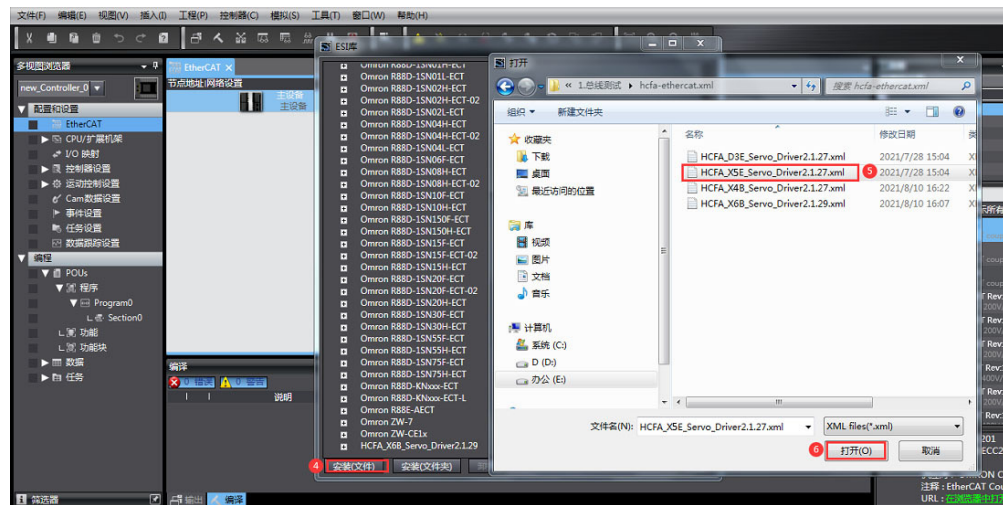 文件(F) 编辑(E) 视图(V) 插入(I) 工程(P) 控制器(C) 模拟(S) 工具(T) 窗口(W) 帮助(H)
多视图浏览器
new_Controller_0
配置和设置
EtherCAT
CPU/扩展机架
I/O 映射
控制器设置
运动控制设置
Cam数据设置
事件设置
任务设置
数据跟踪设置
编程
POUs
程序
Program0
Section0
功能
功能块
数据
任务
筛选器
EtherCAT
节点地址|网络设置
主设备
主设备
编译
0 错误 0 警告
说明
输出 编译
ESI库
Omron R88D-1SN01H-ECT
Omron R88D-1SN01L-ECT
Omron R88D-1SN02H-ECT
Omron R88D-1SN02H-ECT-02
Omron R88D-1SN02L-ECT
Omron R88D-1SN04H-ECT
Omron R88D-1SN04H-ECT-02
Omron R88D-1SN04L-ECT
Omron R88D-1SN06F-ECT
Omron R88D-1SN08H-ECT
Omron R88D-1SN08H-ECT-02
Omron R88D-1SN10F-ECT
Omron R88D-1SN10H-ECT
Omron R88D-1SN150F-ECT
Omron R88D-1SN150H-ECT
Omron R88D-1SN15F-ECT
Omron R88D-1SN15F-ECT-02
Omron R88D-1SN15H-ECT
Omron R88D-1SN20F-ECT
Omron R88D-1SN20F-ECT-02
Omron R88D-1SN20H-ECT
Omron R88D-1SN30F-ECT
Omron R88D-1SN30H-ECT
Omron R88D-1SN55F-ECT
Omron R88D-1SN55H-ECT
Omron R88D-1SN75F-ECT
Omron R88D-1SN75H-ECT
Omron R88D-KNxxx-ECT
Omron R88D-KNxxx-ECT-L
Omron R88E-AECT
Omron ZW-7
Omron ZW-CE1x
HCFA_X6B_Servo_Driver2.1.29
4 安装(文件) 安装(文件夹)
打开
« 1.总线测试 ▸ hcfa-ethercat.xml
搜索 hcfa-ethercat.xml
组织 新建文件夹
收藏夹
下载
桌面
最近访问的位置
库
视频
图片
文档
音乐
计算机
系统 (C:)
D (D:)
办公 (E:)
名称 修改日期
HCFA_D3E_Servo_Driver2.1.27.xml 2021/7/28 15:04
HCFA_X5E_Servo_Driver2.1.27.xml 5 2021/7/28 15:04
HCFA_X4B_Servo_Driver2.1.27.xml 2021/8/10 16:22
HCFA_X6B_Servo_Driver2.1.29.xml 2021/8/10 16:07
文件名(N): HCFA_X5E_Servo_Driver2.1.27.xml XML files(*.xml)
6 打开(O) 取消
注释 : EtherCAT Cou
URL : 在浏览器中打开